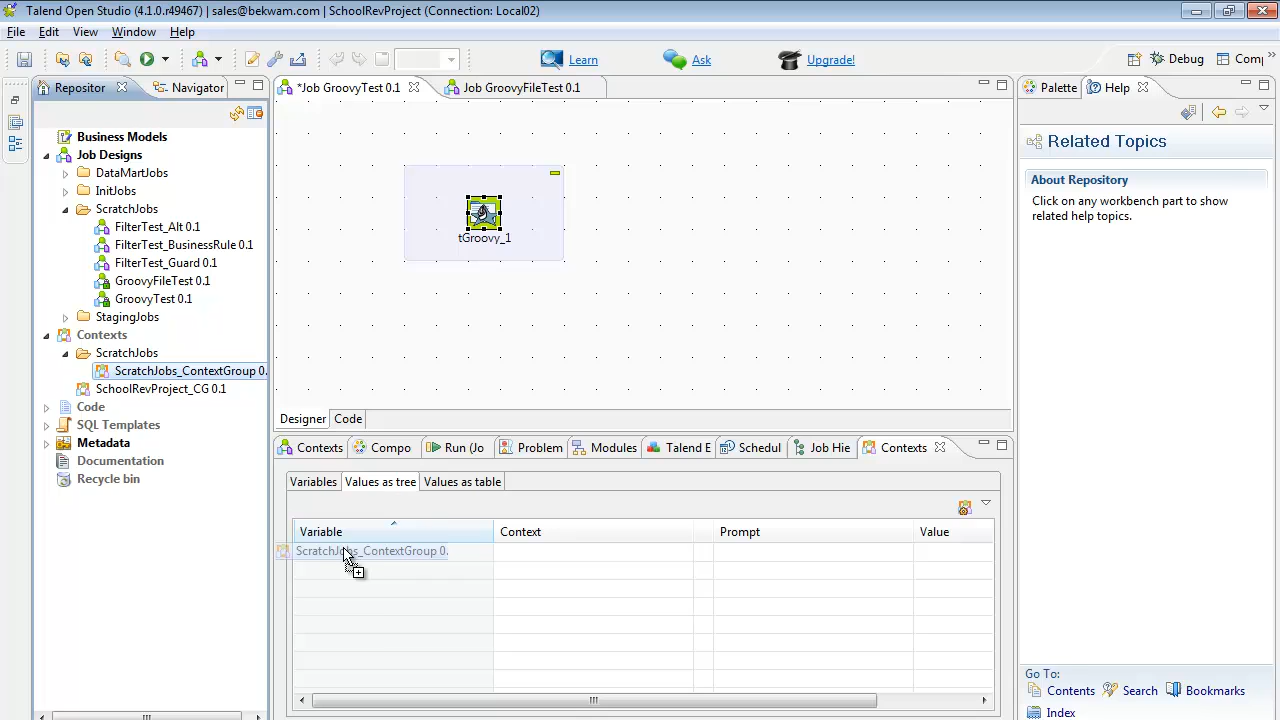 Talend Open Studio (4.1.0.r49467) | sales@bekwam.com | SchoolRevProject (Connection: Local02)
File Edit View Window Help
Learn Ask Upgrade! Debug Comp
Repository Navigator
*Job GroovyTest 0.1 Job GroovyFileTest 0.1
Palette Help
Business Models
Job Designs
DataMartJobs
InitJobs
ScratchJobs
FilterTest_Alt 0.1
FilterTest_BusinessRule 0.1
FilterTest_Guard 0.1
GroovyFileTest 0.1
GroovyTest 0.1
StagingJobs
Contexts
ScratchJobs
ScratchJobs_ContextGroup 0.
SchoolRevProject_CG 0.1
Code
SQL Templates
Metadata
Documentation
Recycle bin
tGroovy_1
Designer Code
Contexts Compo Run (Jo Problem Modules Talend E Schedul Job Hie Contexts
Variables Values as tree Values as table
Variable Context Prompt Value
ScratchJobs_ContextGroup 0.
Related Topics
About Repository
Click on any workbench part to show
related help topics.
Go To:
Contents Search Bookmarks
Index